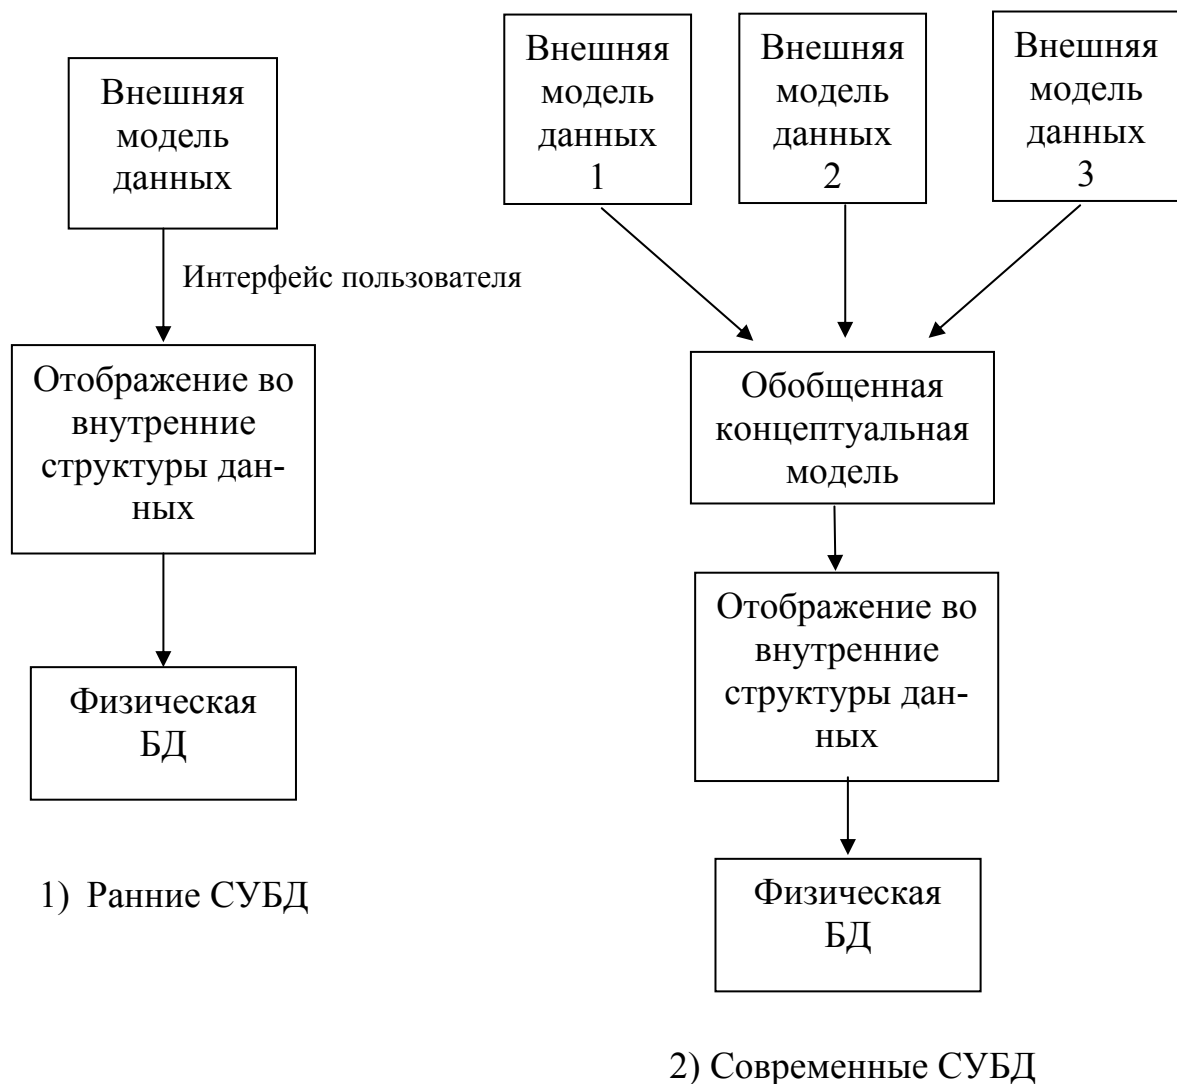 Внешняя
модель
данных
Интерфейс пользователя
Отображение во
внутренние
структуры дан-
ных
Физическая
БД
1) Ранние СУБД
Внешняя
модель
данных
1
Внешняя
модель
данных
2
Внешняя
модель
данных
3
Обобщенная
концептуальная
модель
Отображение во
внутренние
структуры дан-
ных
Физическая
БД
2) Современные СУБД